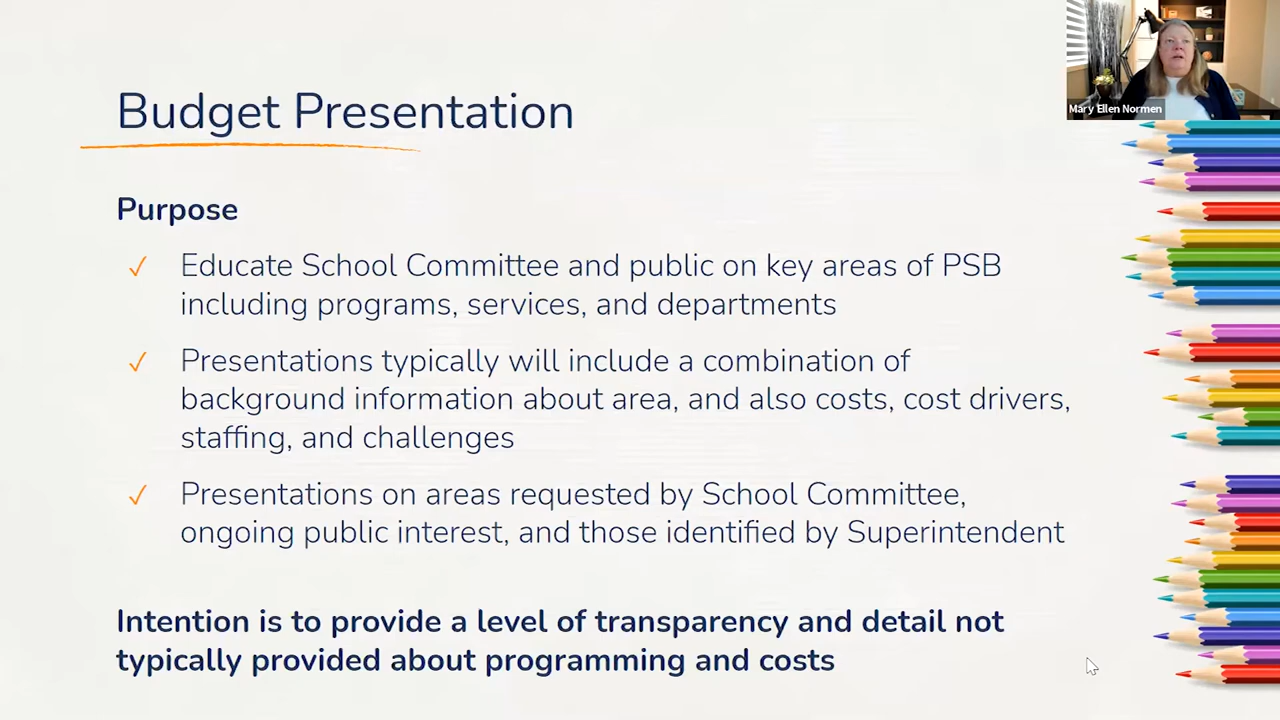 Budget Presentation
Mary Ellen Normen
Purpose
Educate School Committee and public on key areas of PSB
including programs, services, and departments
Presentations typically will include a combination of
background information about area, and also costs, cost drivers,
staffing, and challenges
Presentations on areas requested by School Committee,
ongoing public interest, and those identified by Superintendent
Intention is to provide a level of transparency and detail not
typically provided about programming and costs